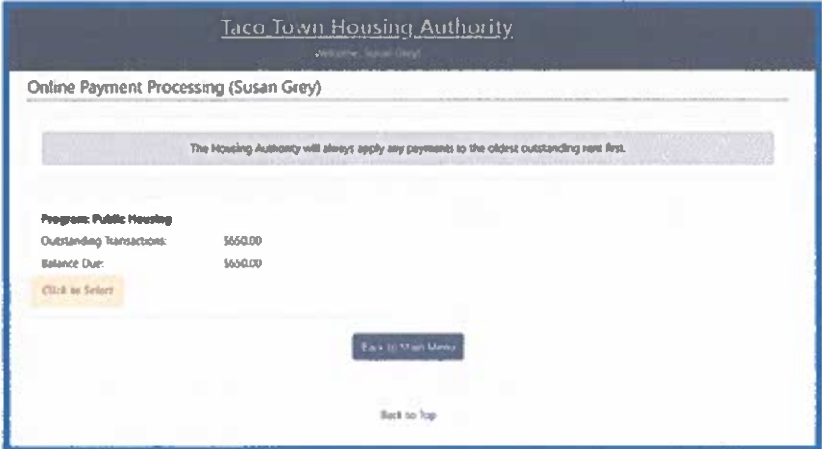 Taco Town Housing Authority
Welcome, Susan Grey!
Online Payment Processing (Susan Grey)
The Housing Authority will always apply any payments to the oldest outstanding rent first.
Program: Public Housing
Outstanding Transactions: $650.00
Balance Due: $650.00
Click to Select
Back to Main Menu
Back to Top